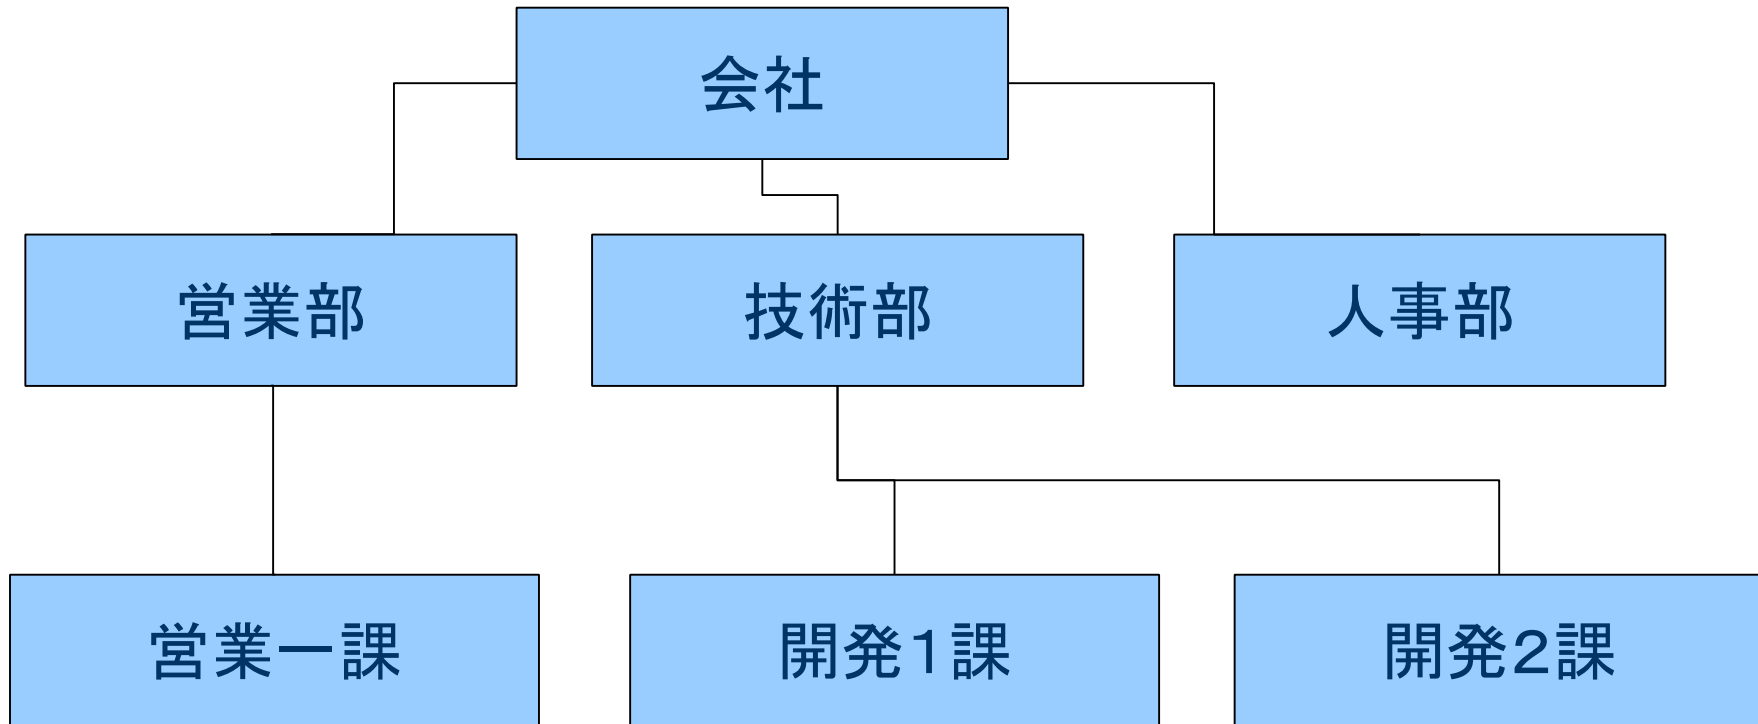 会社
営業部
技術部
人事部
営業一課
開発１課
開発２課